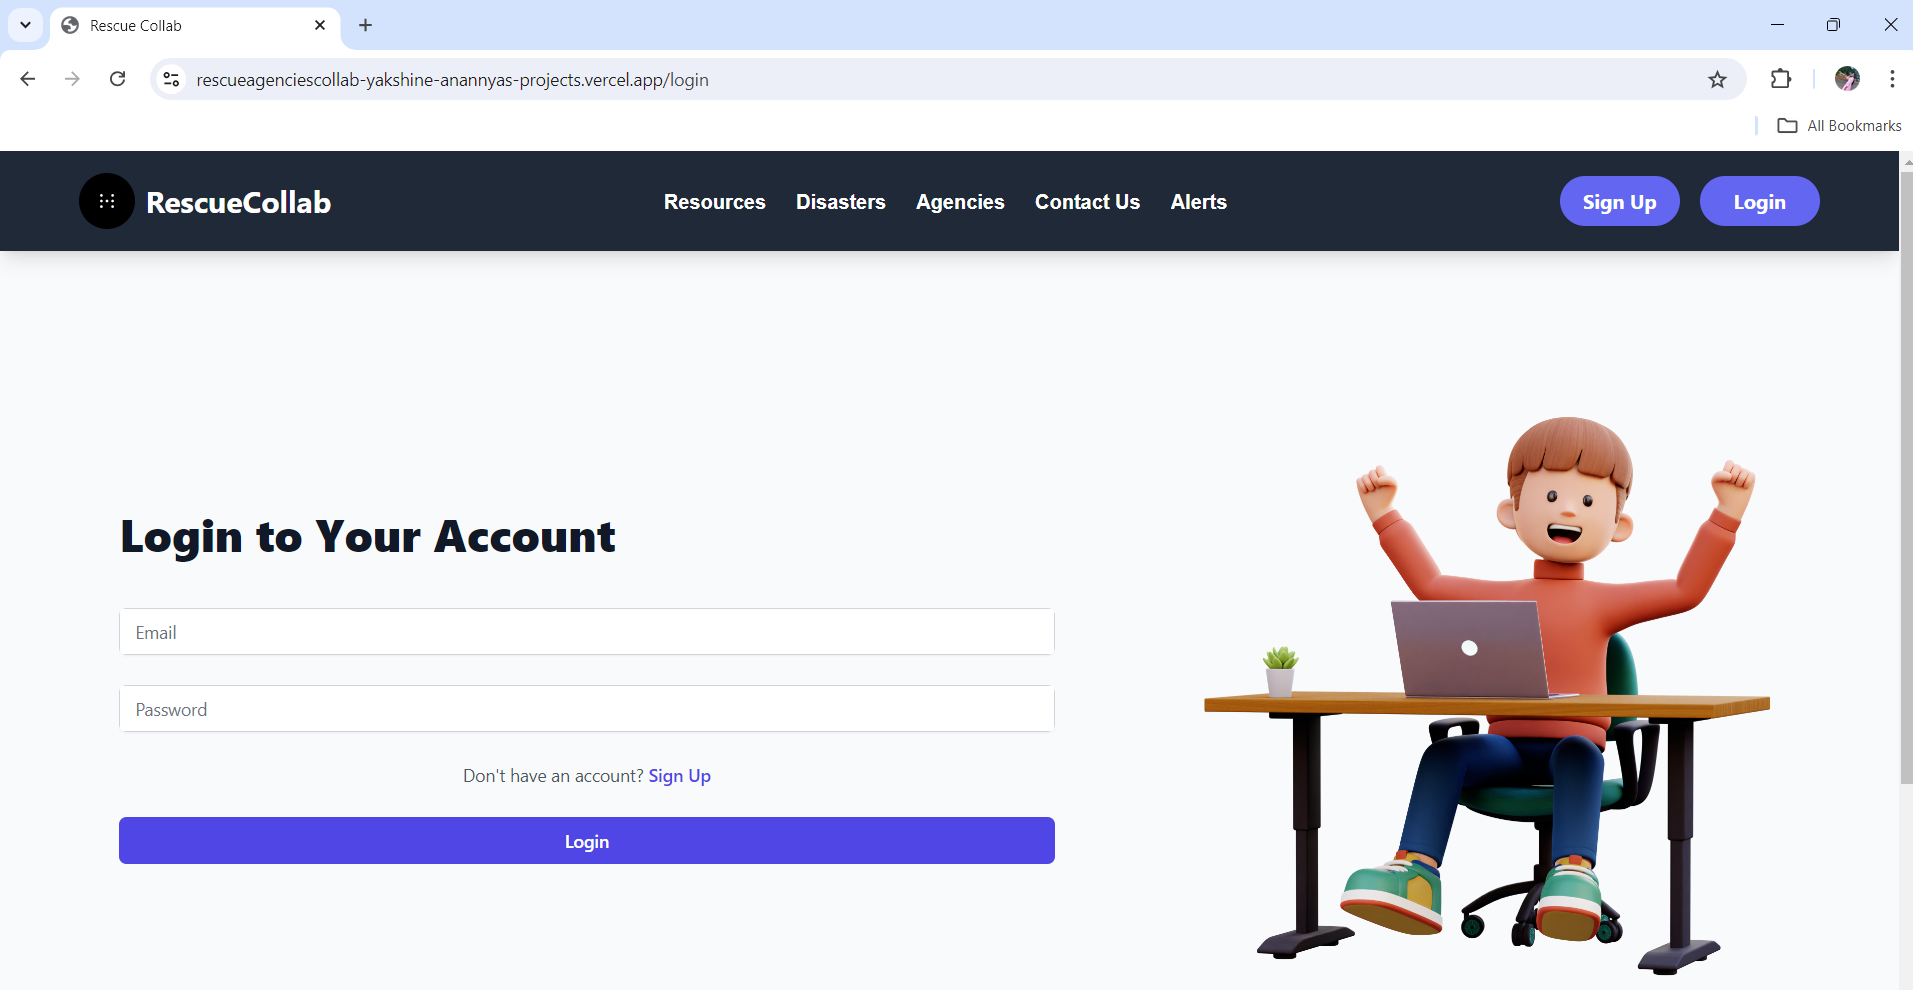 Rescue Collab
rescueagenciescollab-yakshine-anannyas-projects.vercel.app/login
All Bookmarks
RescueCollab
Resources Disasters Agencies Contact Us Alerts
Sign Up Login
Login to Your Account
Email
Password
Don't have an account? Sign Up
Login